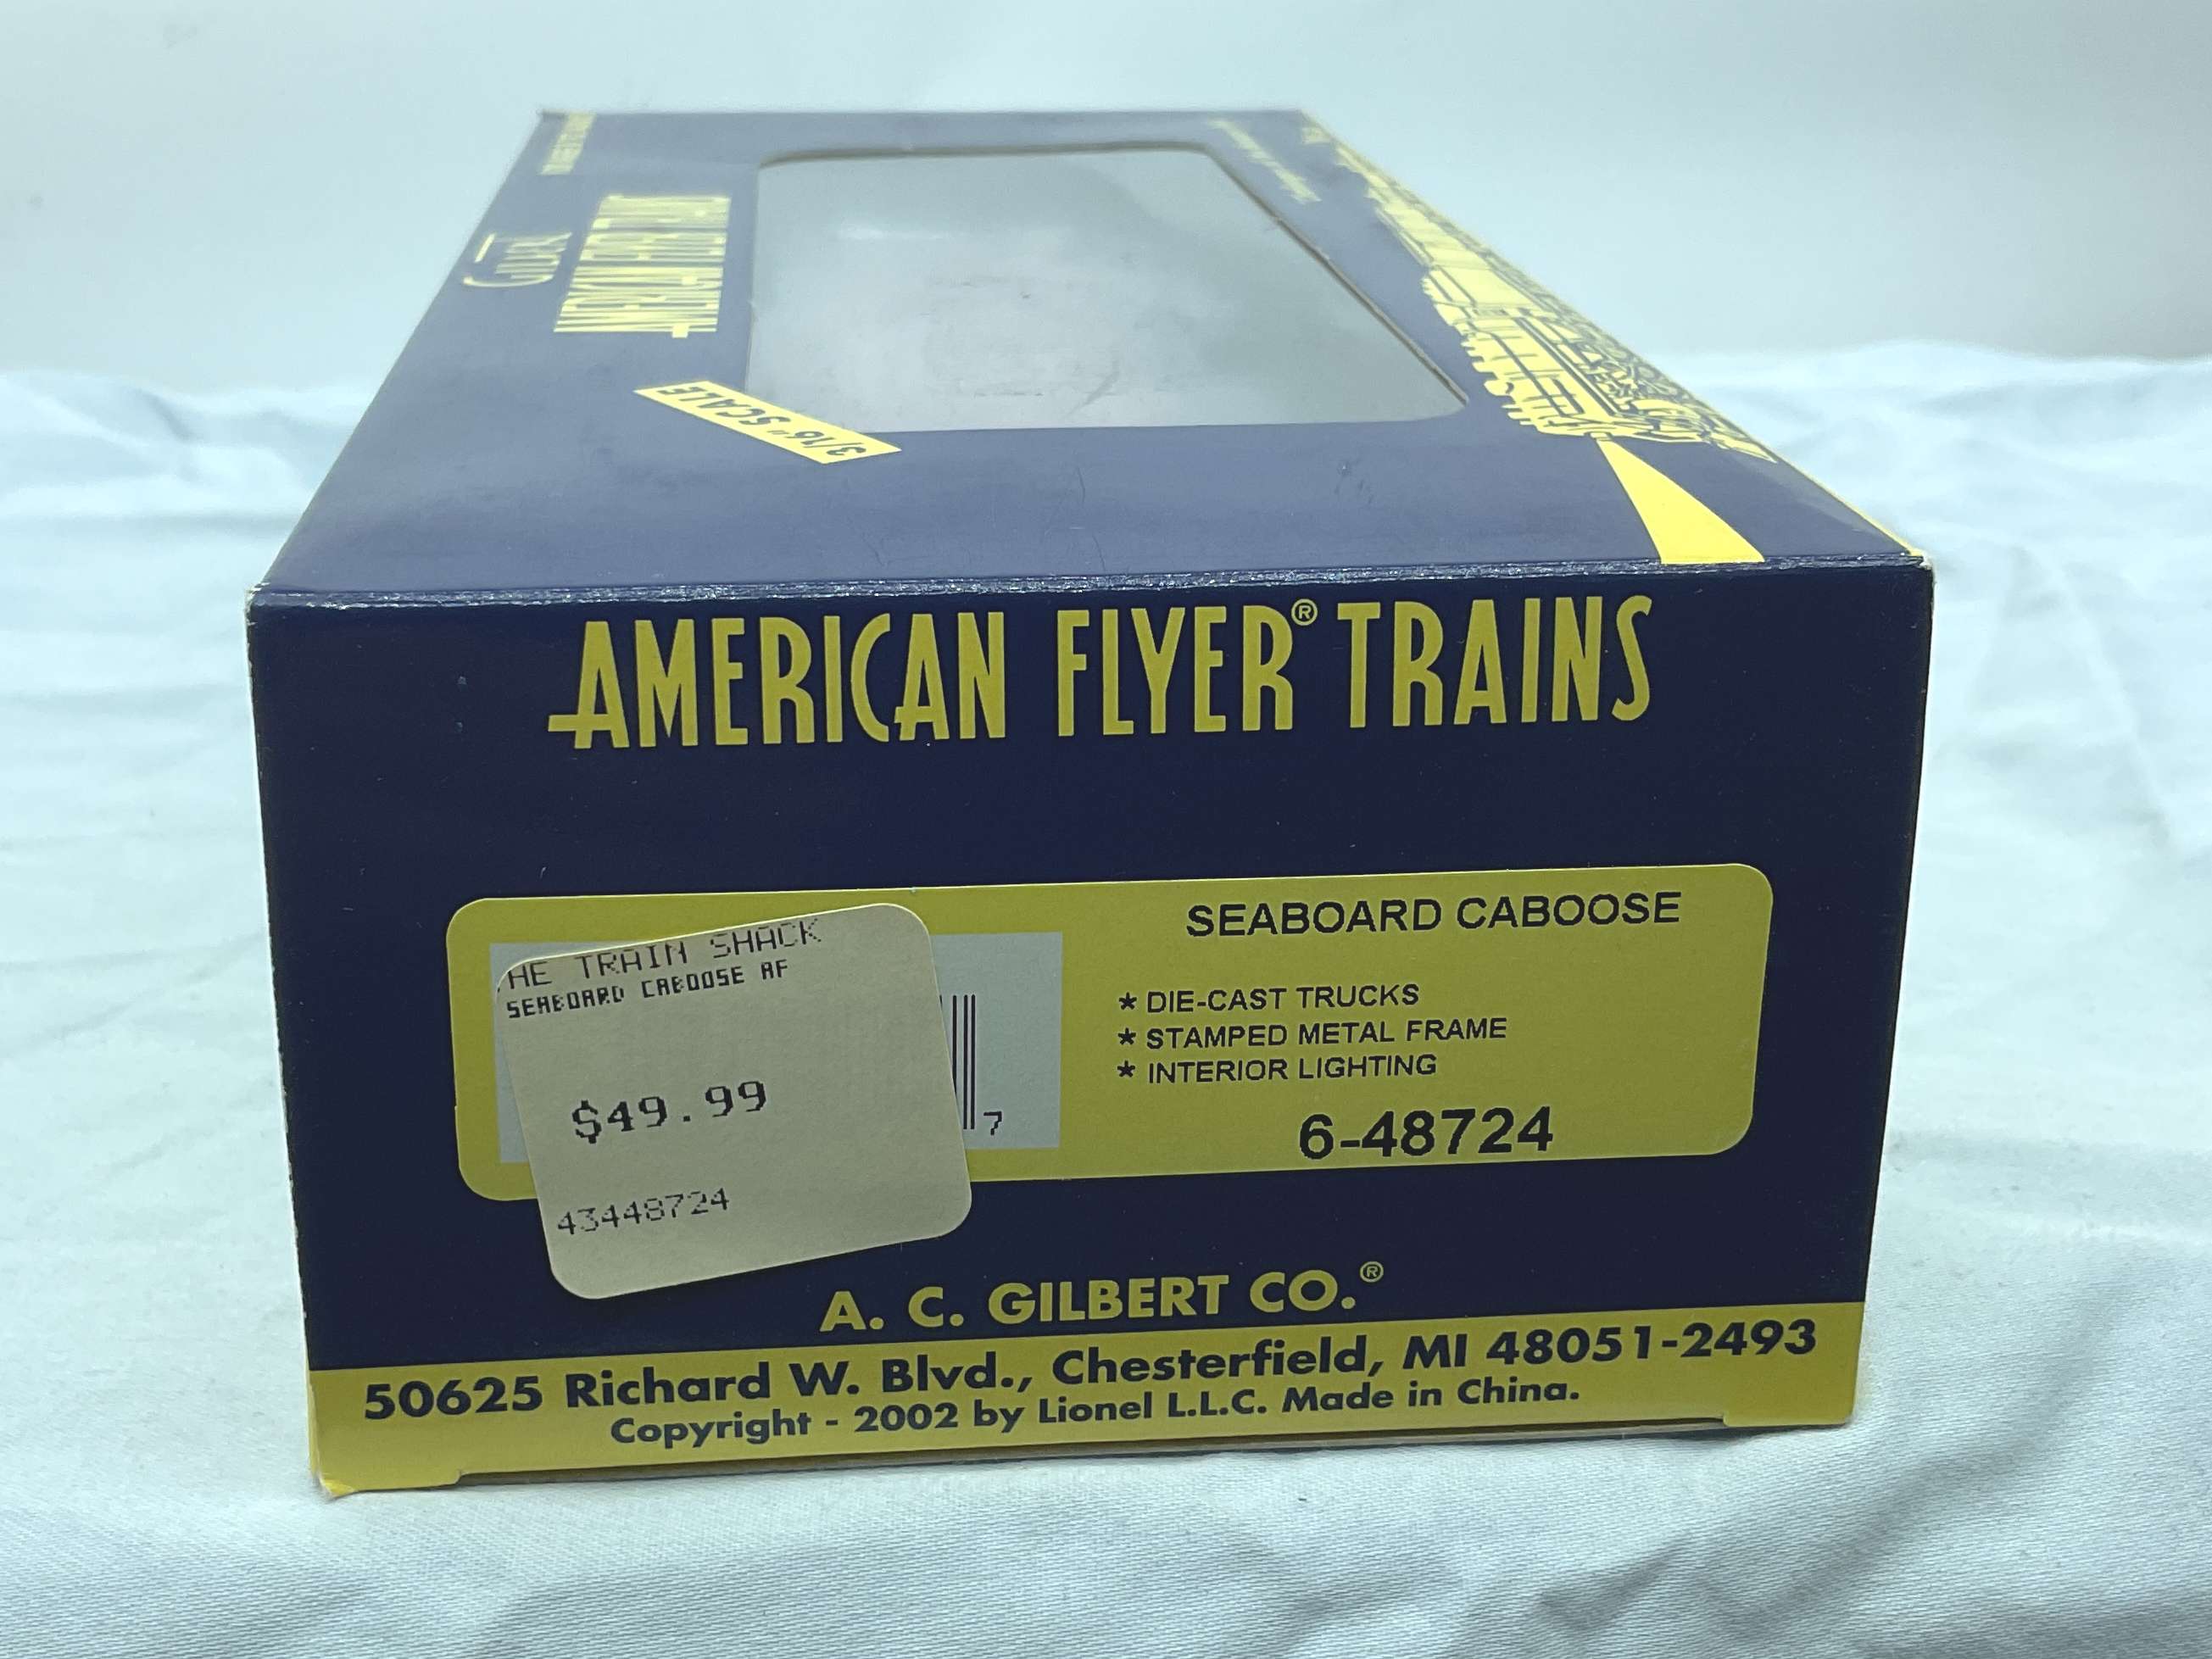 3/16" SCALE
AMERICAN FLYER® TRAINS
SEABOARD CABOOSE
* DIE-CAST TRUCKS
* STAMPED METAL FRAME
* INTERIOR LIGHTING
6-48724
7
HE TRAIN SHACK
SEABOARD CABOOSE AF
$49.99
43448724
A. C. GILBERT CO.®
50625 Richard W. Blvd., Chesterfield, MI 48051-2493
Copyright - 2002 by Lionel L.L.C. Made in China.